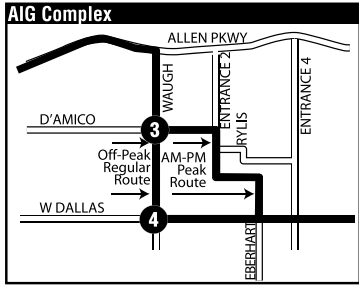 AIG Complex
ALLEN PKWY
WAUGH
ENTRANCE 2
RYLIS
ENTRANCE 4
D'AMICO
3
Off-Peak
Regular
Route
AM-PM
Peak
Route
W DALLAS
4
EBERHART